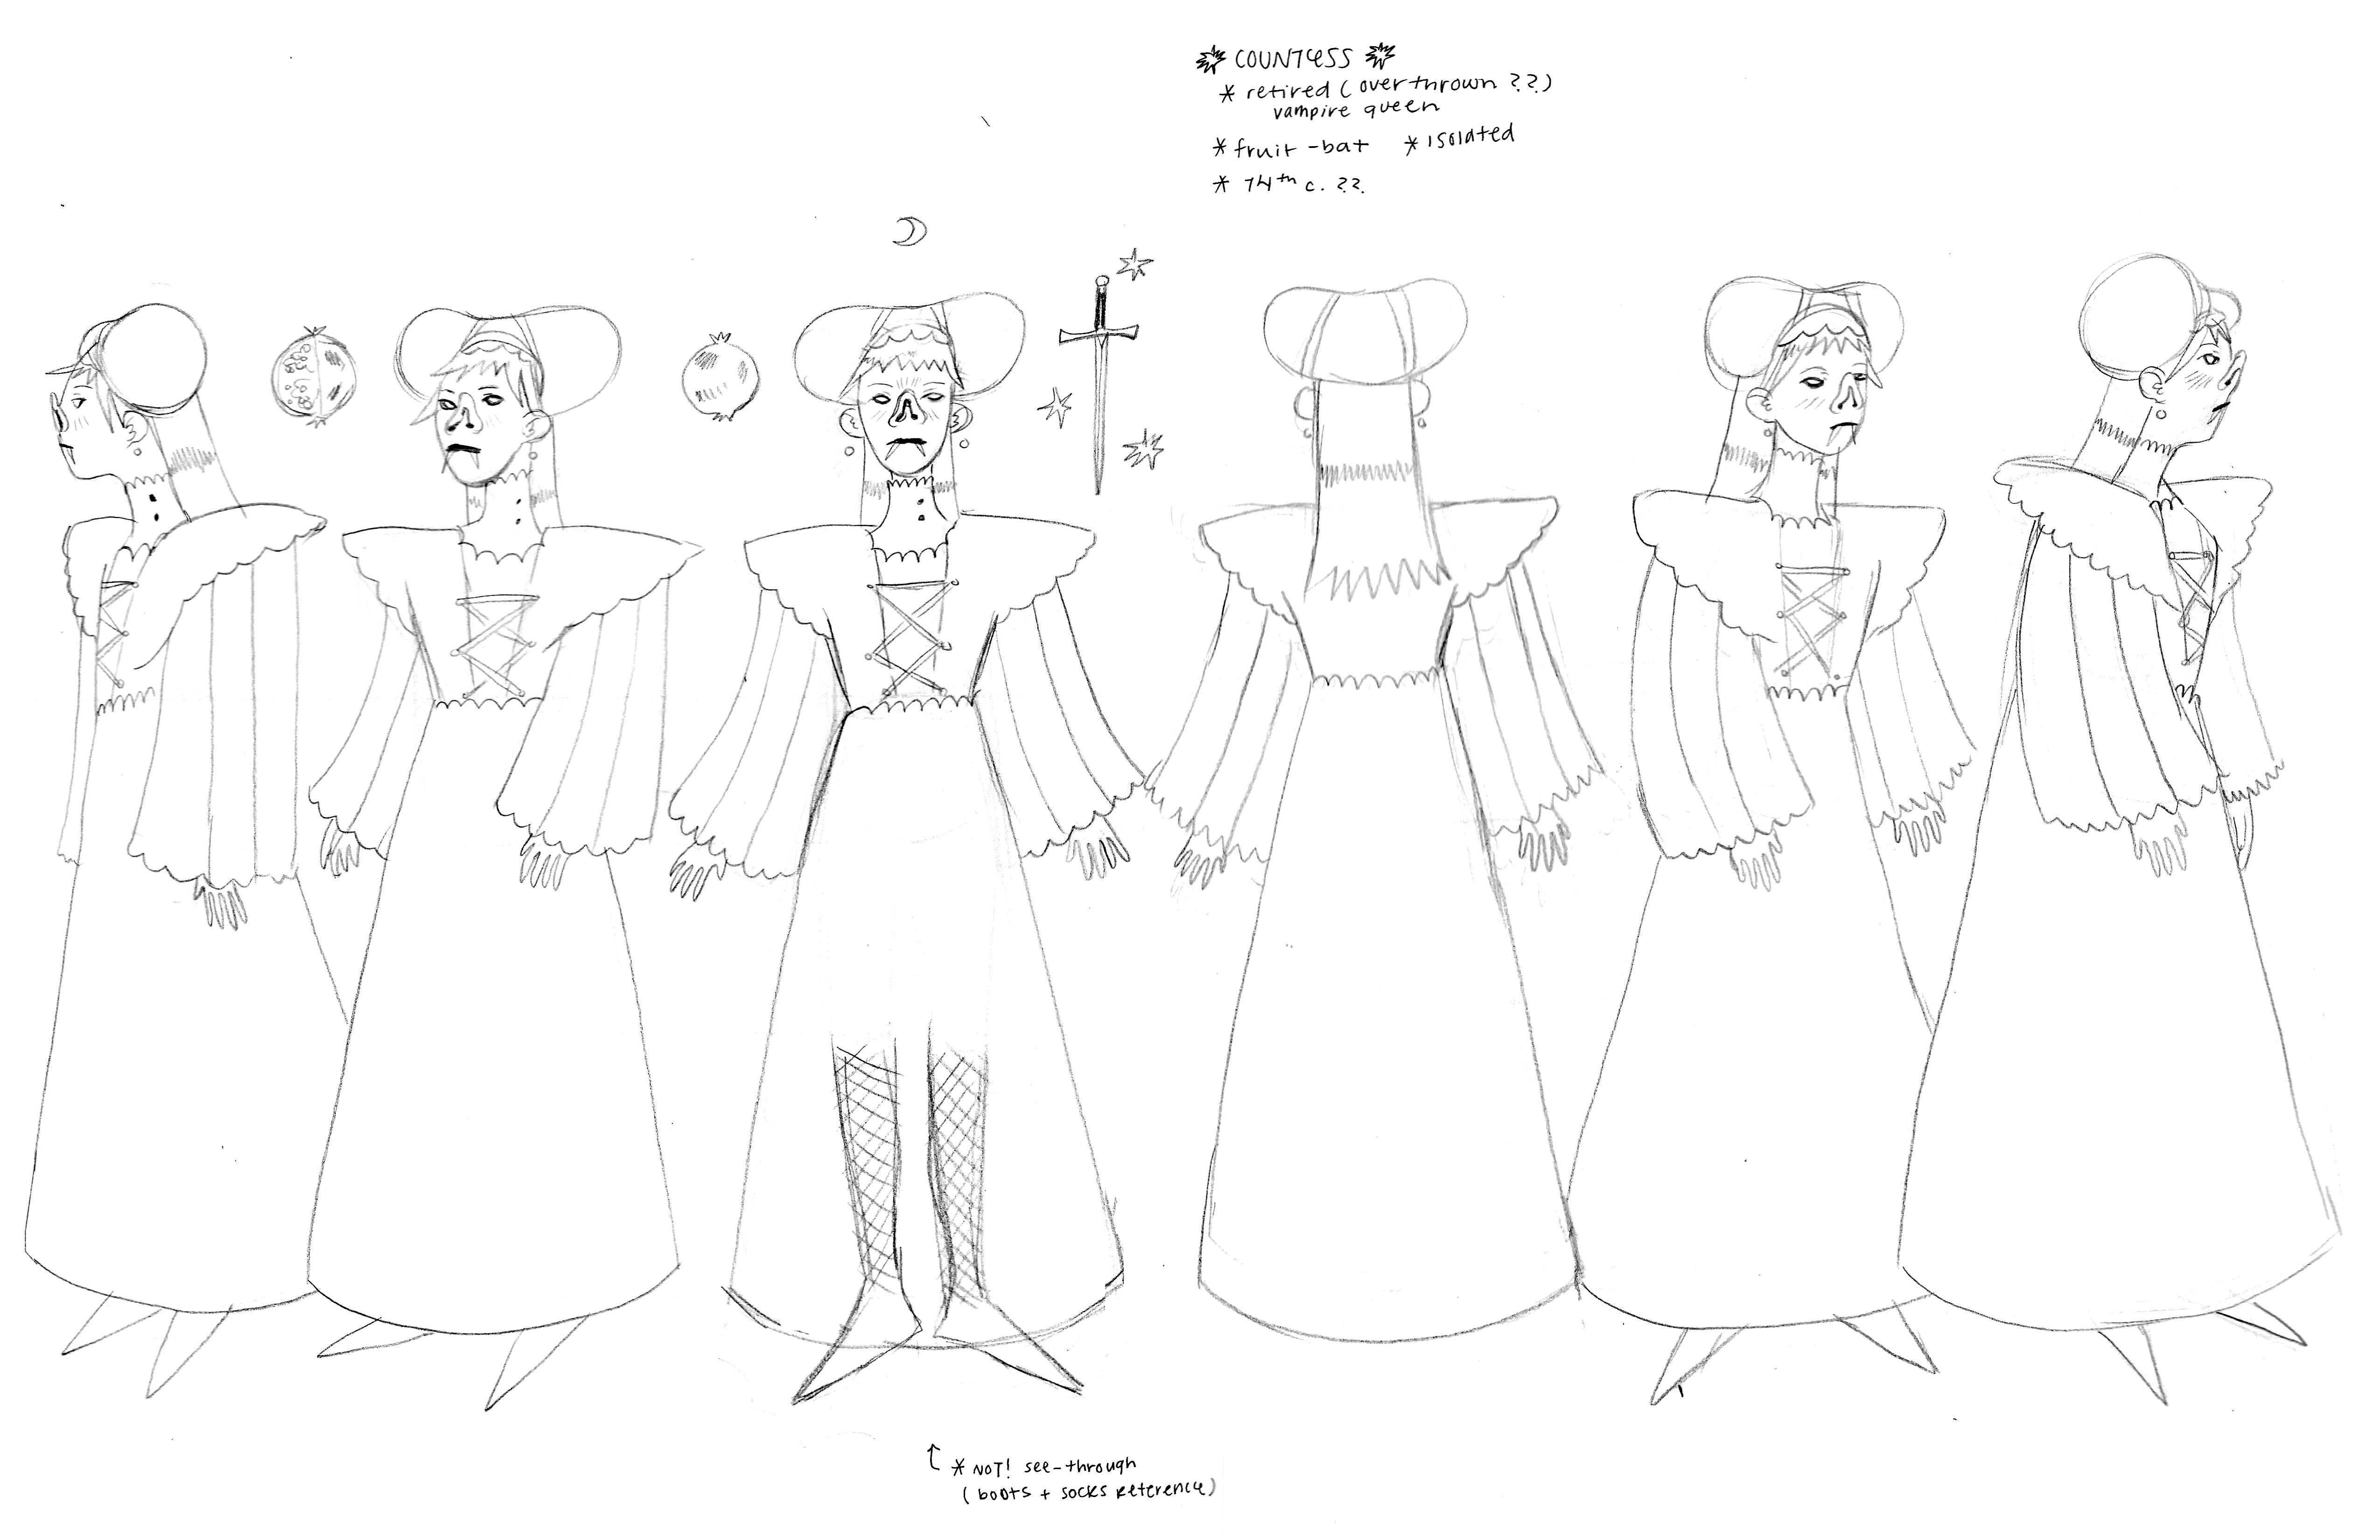 COUNTESS
* retired (overthrown ??)
vampire queen
* fruit-bat * isolated
* 14th c. ??
* NOT! see-through
(boots + socks reference)